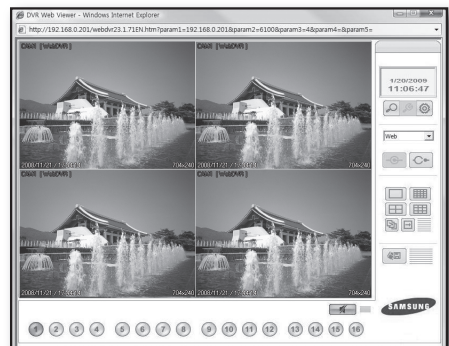 DVR Web Viewer - Windows Internet Explorer
http://192.168.0.201/webdvr23.1.71EN.htm?param1=192.168.0.201&param2=6100&param3=4&param4=&param5=
1/20/2009
11:06:47
Web
2008/11/21
704x240
2008/11/21
704x240
2008/11/21
704x240
2008/11/21
704x240
SAMSUNG
1 2 3 4 5 6 7 8 9 10 11 12 13 14 15 16